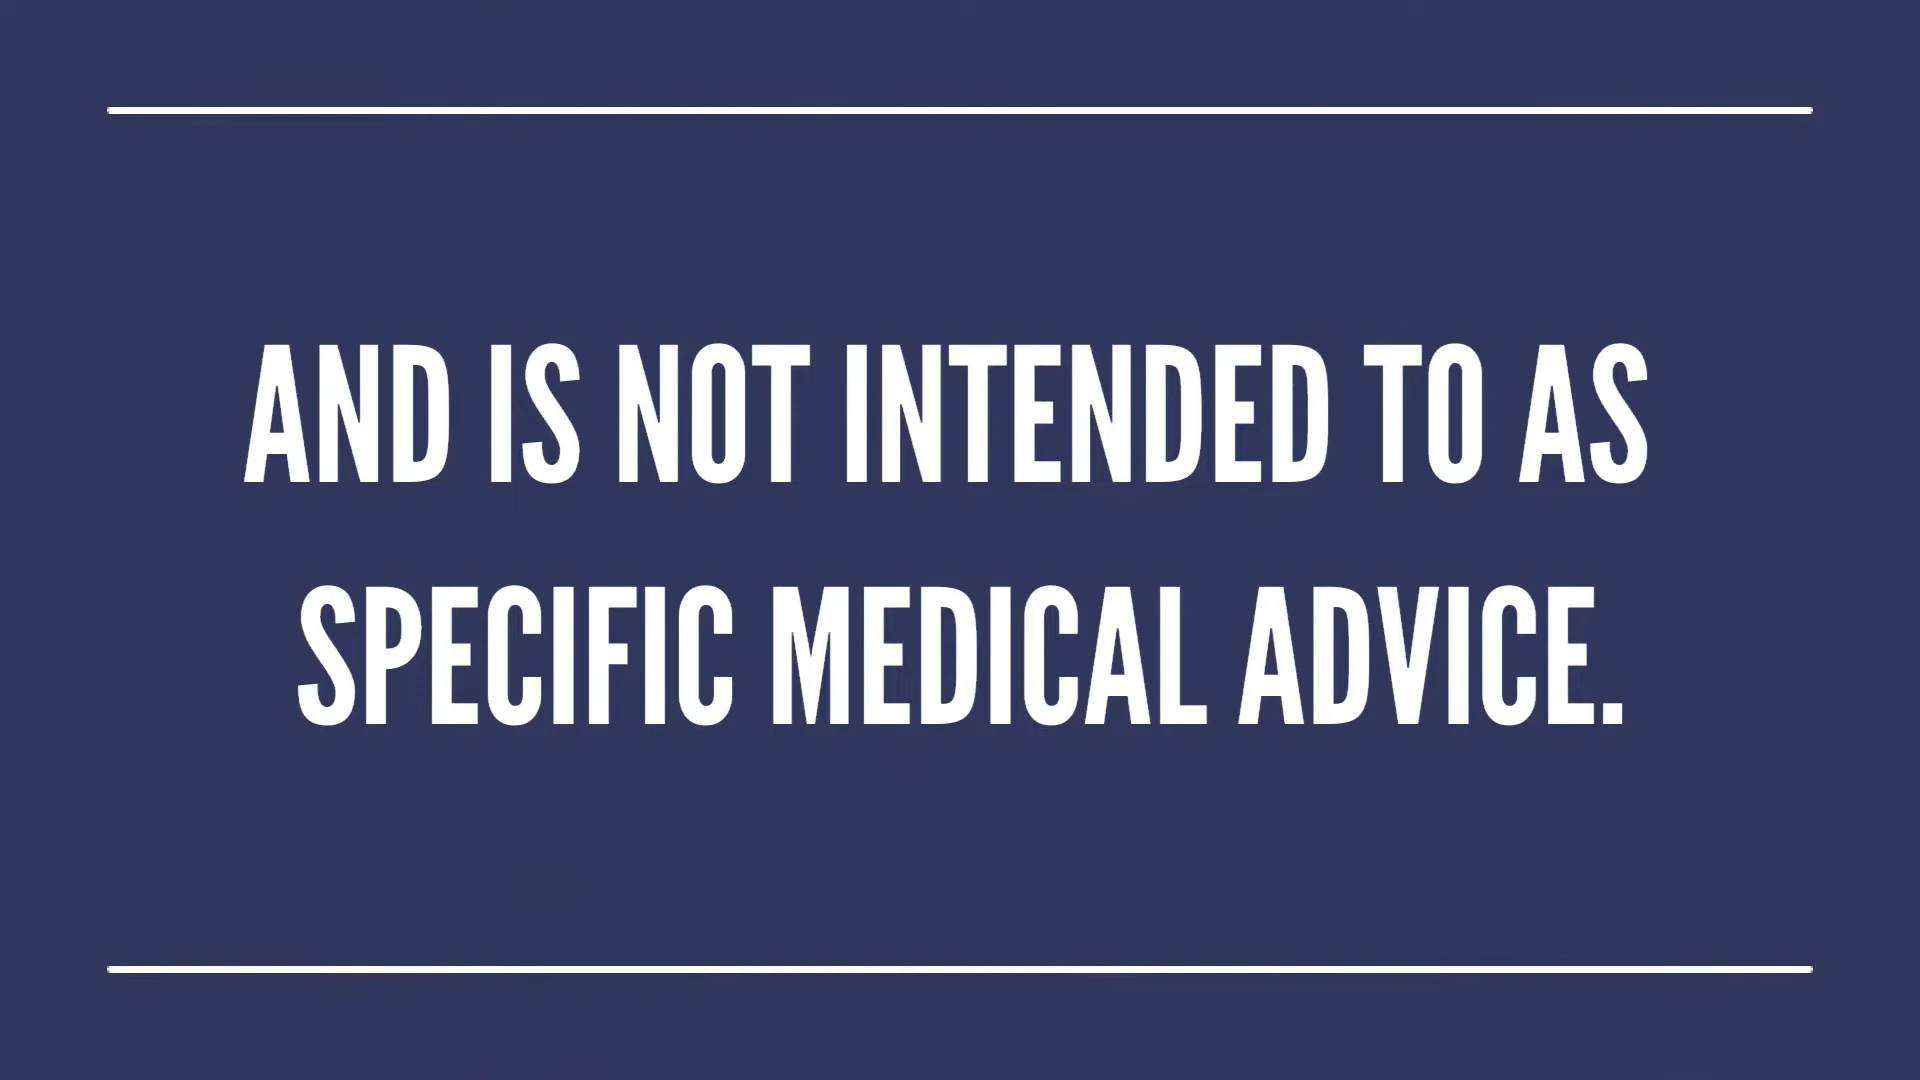 AND IS NOT INTENDED TO AS
SPECIFIC MEDICAL ADVICE.